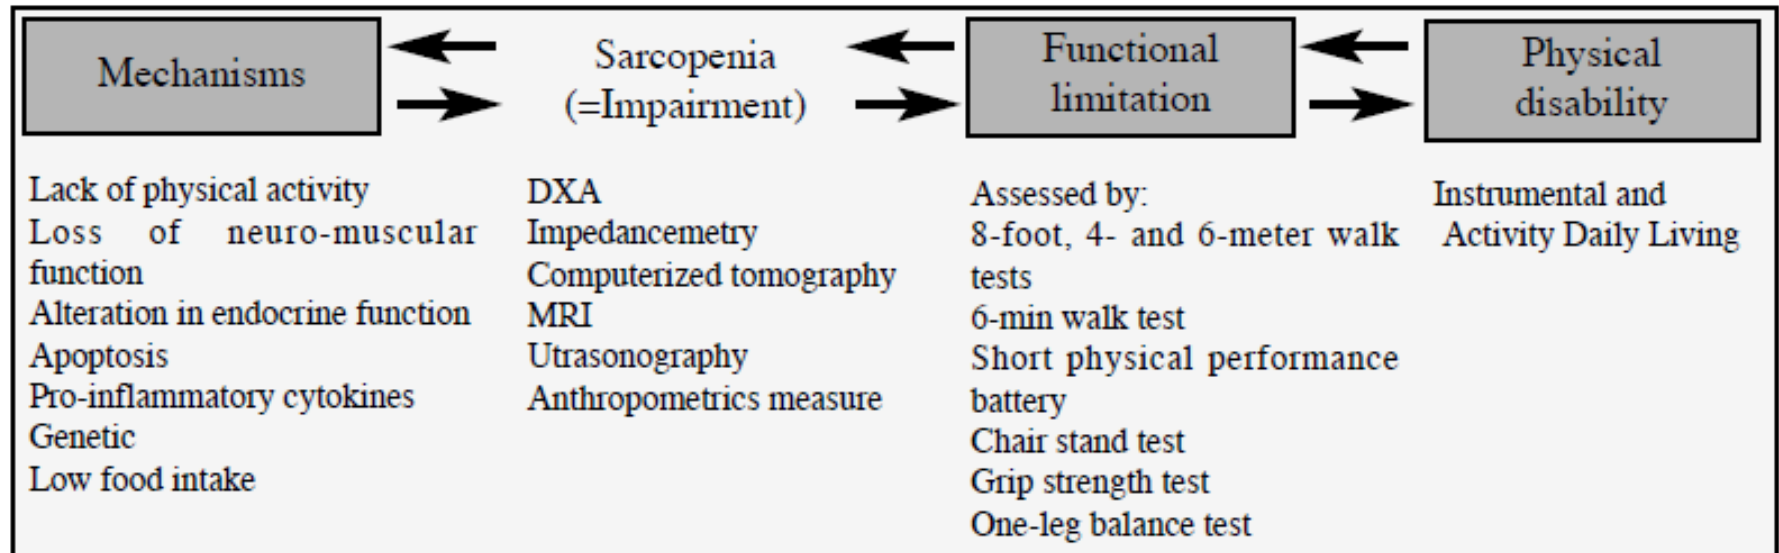 Mechanisms
Sarcopenia
(=Impairment)
Functional
limitation
Physical
disability
Lack of physical activity
Loss of neuro-muscular
function
Alteration in endocrine function
Apoptosis
Pro-inflammatory cytokines
Genetic
Low food intake
DXA
Impedancemetry
Computerized tomography
MRI
Utrasonography
Anthropometrics measure
Assessed by:
8-foot, 4- and 6-meter walk
tests
6-min walk test
Short physical performance
battery
Chair stand test
Grip strength test
One-leg balance test
Instrumental and
Activity Daily Living